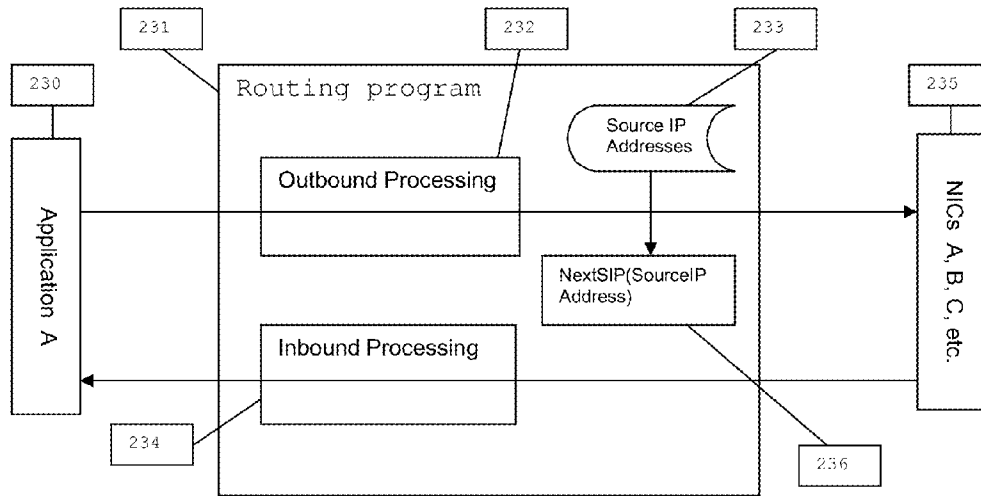 231
232
233
230
235
Routing program
Source IP
Addresses
Outbound Processing
Application A
NICs A, B, C, etc.
NextSIP(SourceIP
Address)
Inbound Processing
234
236